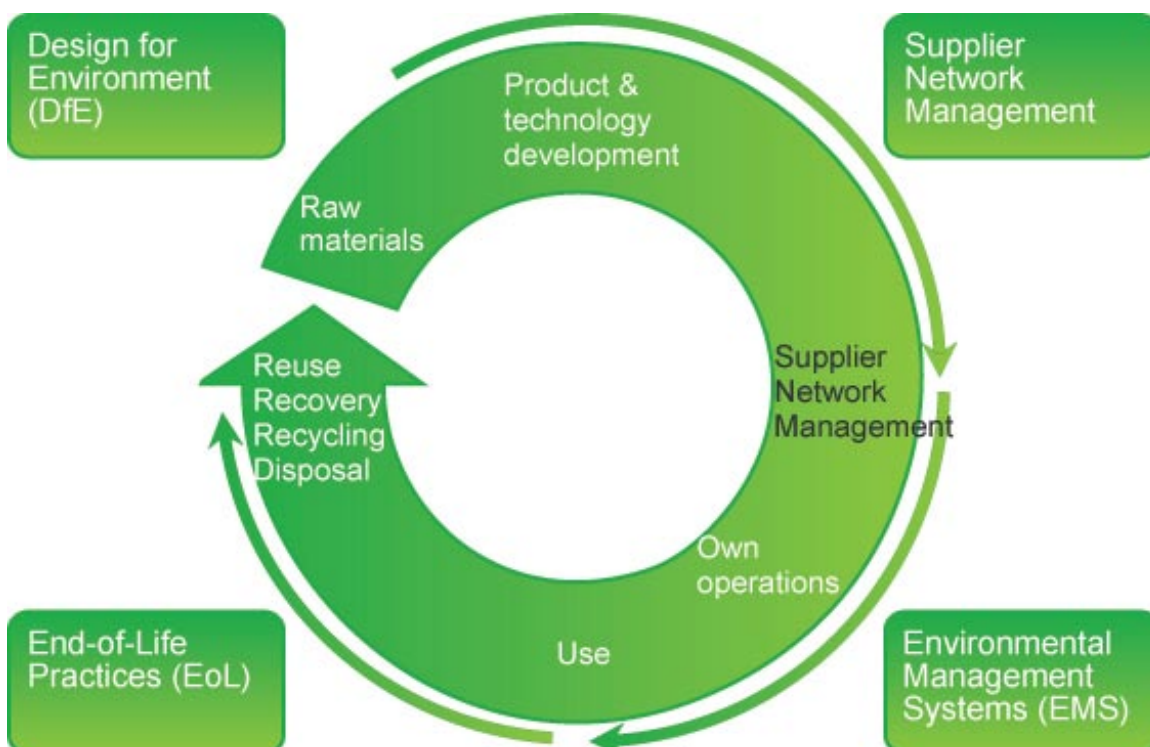 Design for
Environment
(DfE)
Supplier
Network
Management
Product &
technology
development
Raw
materials
Supplier
Network
Management
Reuse
Recovery
Recycling
Disposal
Own
operations
Use
End-of-Life
Practices (EoL)
Environmental
Management
Systems (EMS)